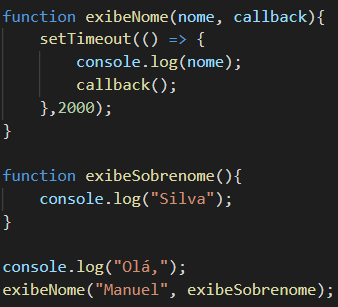 function exibeNome(nome, callback){
    setTimeout(() => {
        console.log(nome);
        callback();
    },2000);
}

function exibeSobrenome(){
    console.log("Silva");
}

console.log("Olá,");
exibeNome("Manuel", exibeSobrenome);